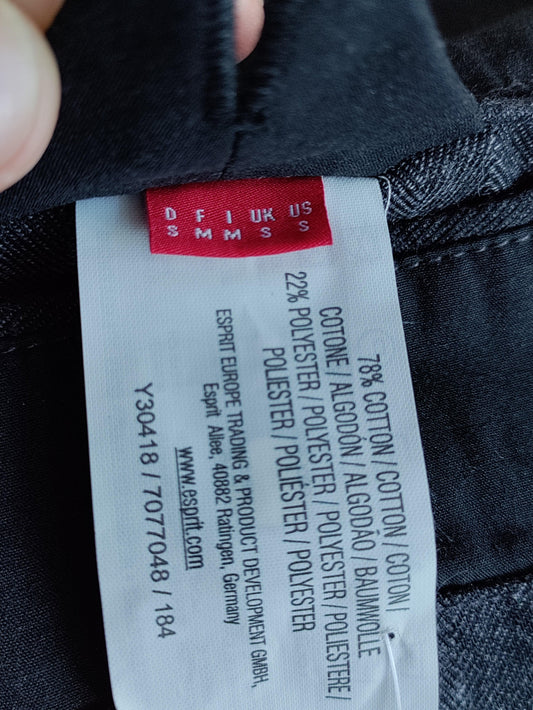 D F I UK US
S M M S S
78% COTTON / COTTON / COTON /
COTONE / ALGODÓN / ALGODÃO / BAUMWOLLE
22% POLYESTER / POLYESTER / POLYESTER / POLIESTERE /
POLIESTER / POLIÉSTER / POLYESTER
ESPRIT EUROPE TRADING & PRODUCT DEVELOPMENT GMBH,
Esprit Allee, 40882 Ratingen, Germany
www.esprit.com
Y30418 / 7077048 / 184